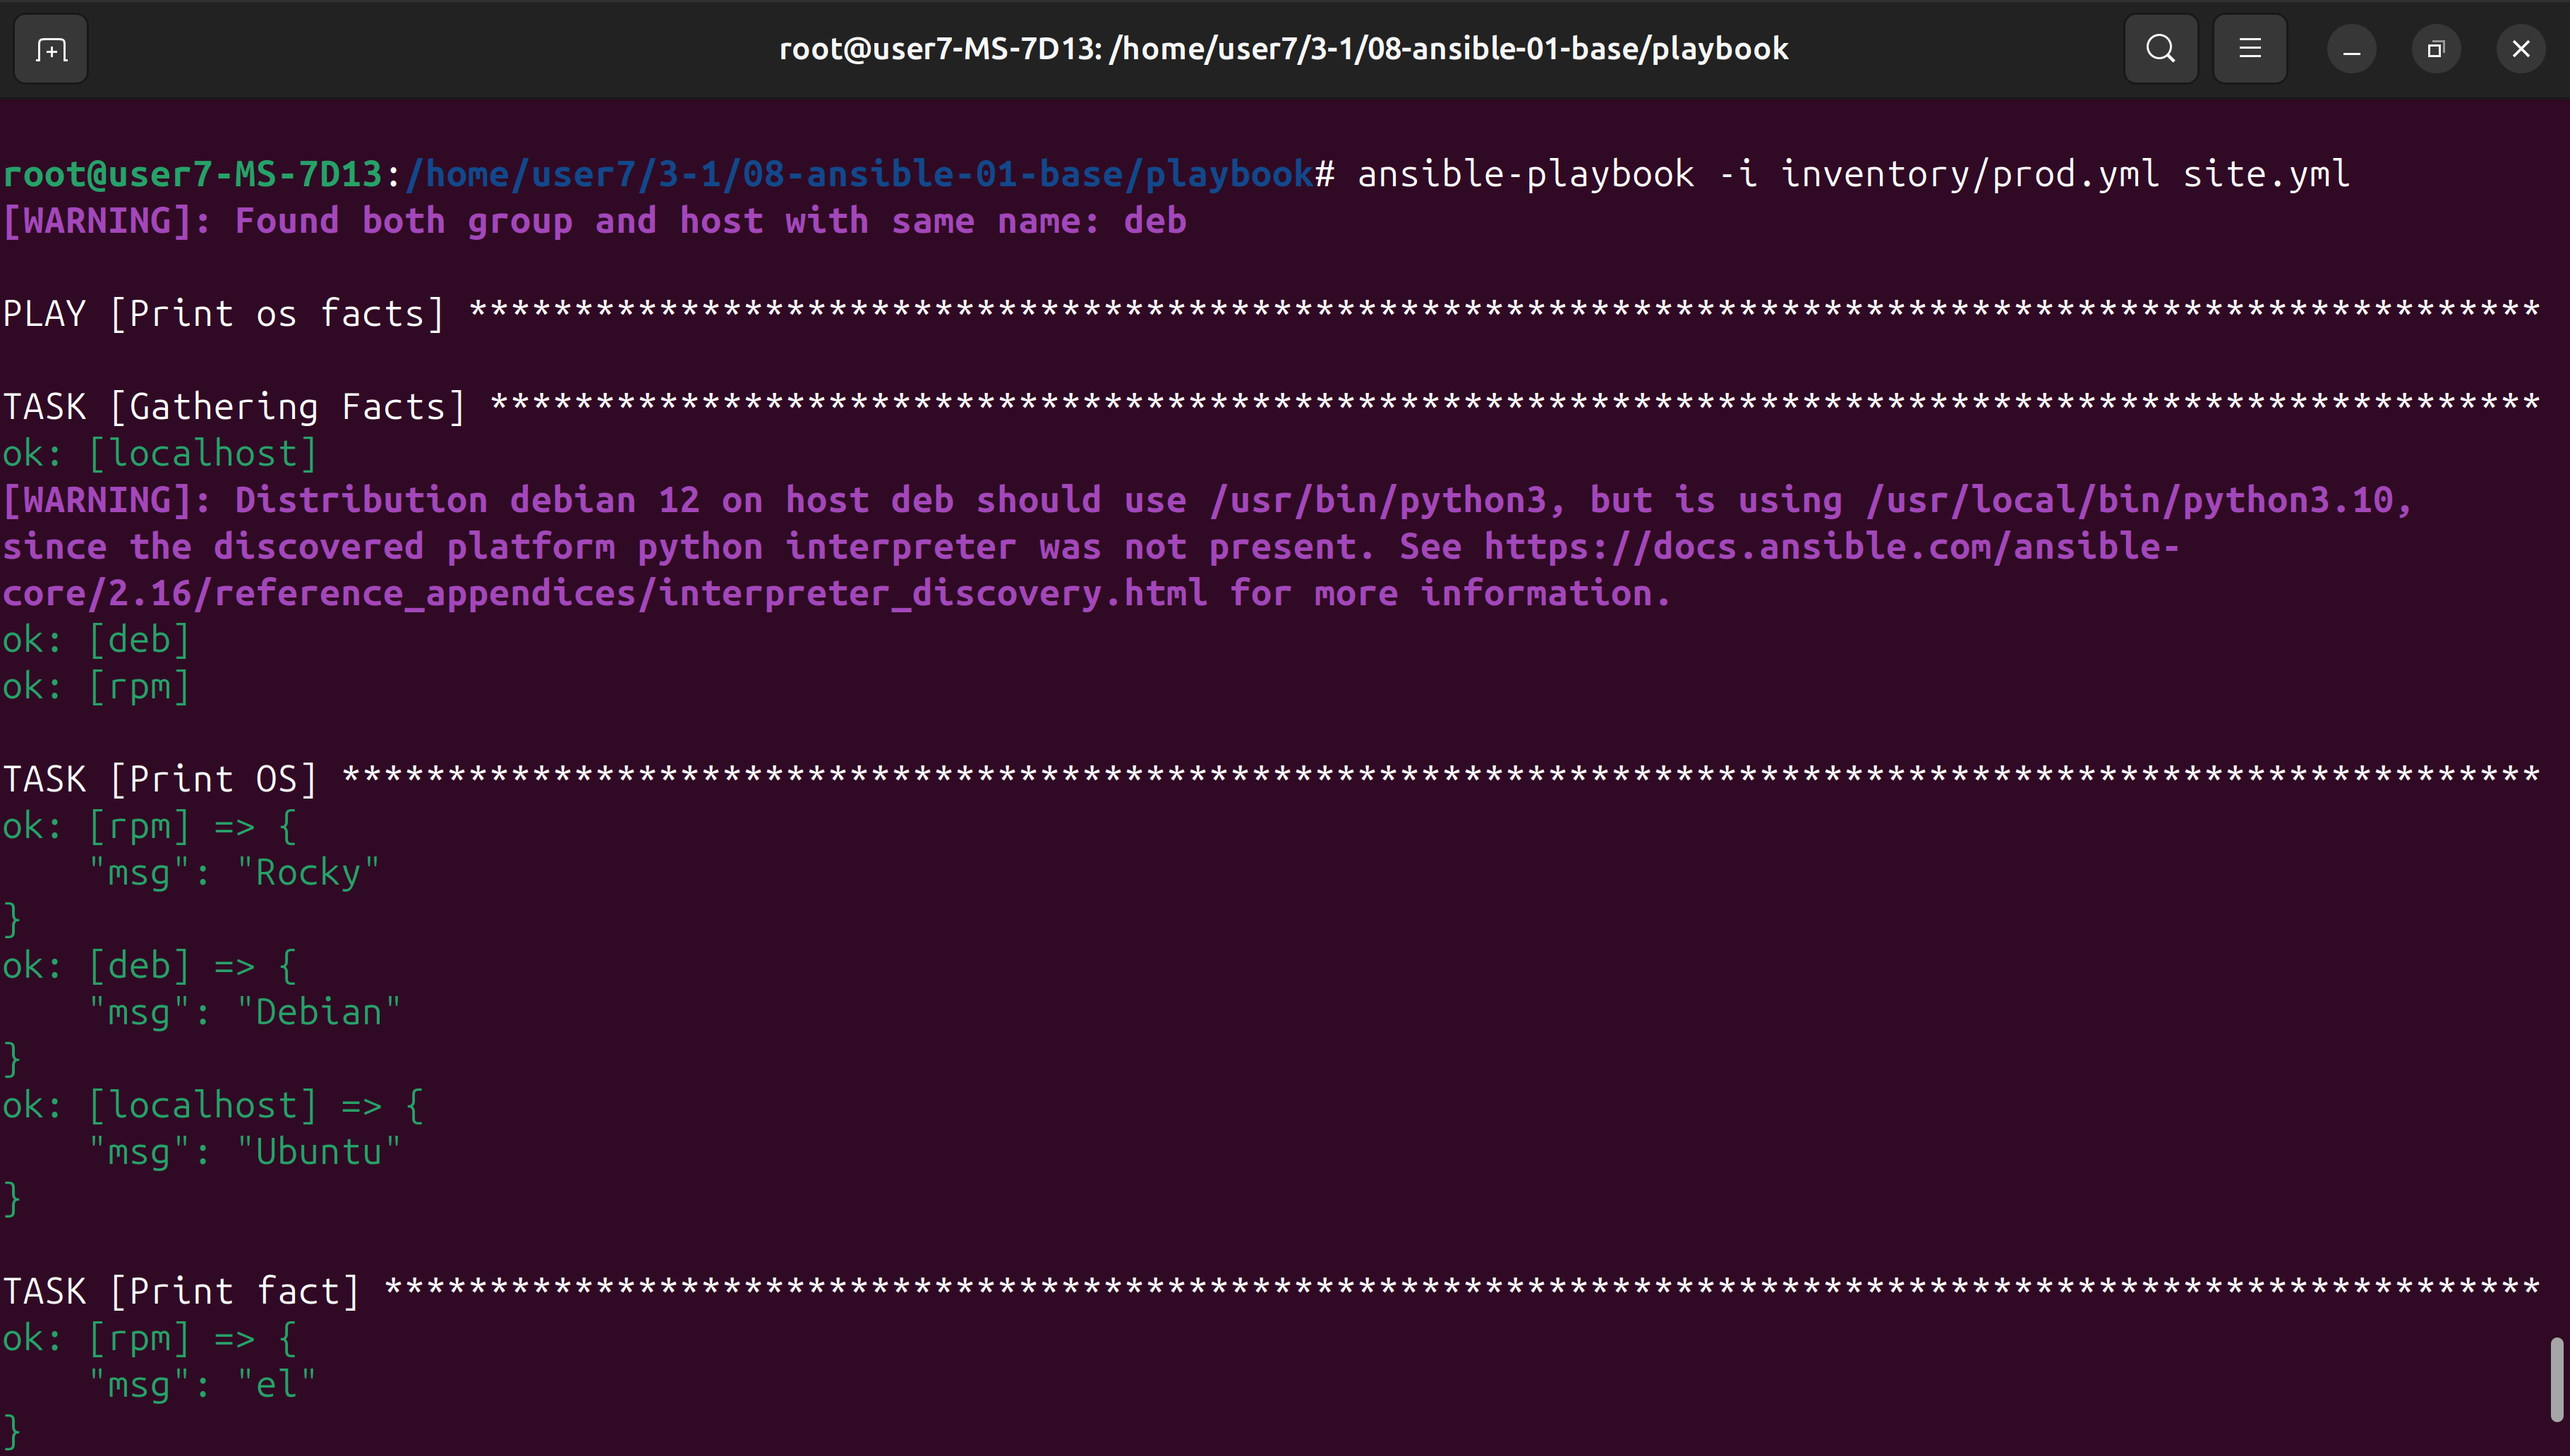 root@user7-MS-7D13: /home/user7/3-1/08-ansible-01-base/playbook
root@user7-MS-7D13:/home/user7/3-1/08-ansible-01-base/playbook# ansible-playbook -i inventory/prod.yml site.yml
[WARNING]: Found both group and host with same name: deb
PLAY [Print os facts] **************************************************************************************************
TASK [Gathering Facts] *************************************************************************************************
ok: [localhost]
[WARNING]: Distribution debian 12 on host deb should use /usr/bin/python3, but is using /usr/local/bin/python3.10,
since the discovered platform python interpreter was not present. See https://docs.ansible.com/ansible-
core/2.16/reference_appendices/interpreter_discovery.html for more information.
ok: [deb]
ok: [rpm]
TASK [Print OS] ********************************************************************************************************
ok: [rpm] => {
    "msg": "Rocky"
}
ok: [deb] => {
    "msg": "Debian"
}
ok: [localhost] => {
    "msg": "Ubuntu"
}
TASK [Print fact] ******************************************************************************************************
ok: [rpm] => {
    "msg": "el"
}